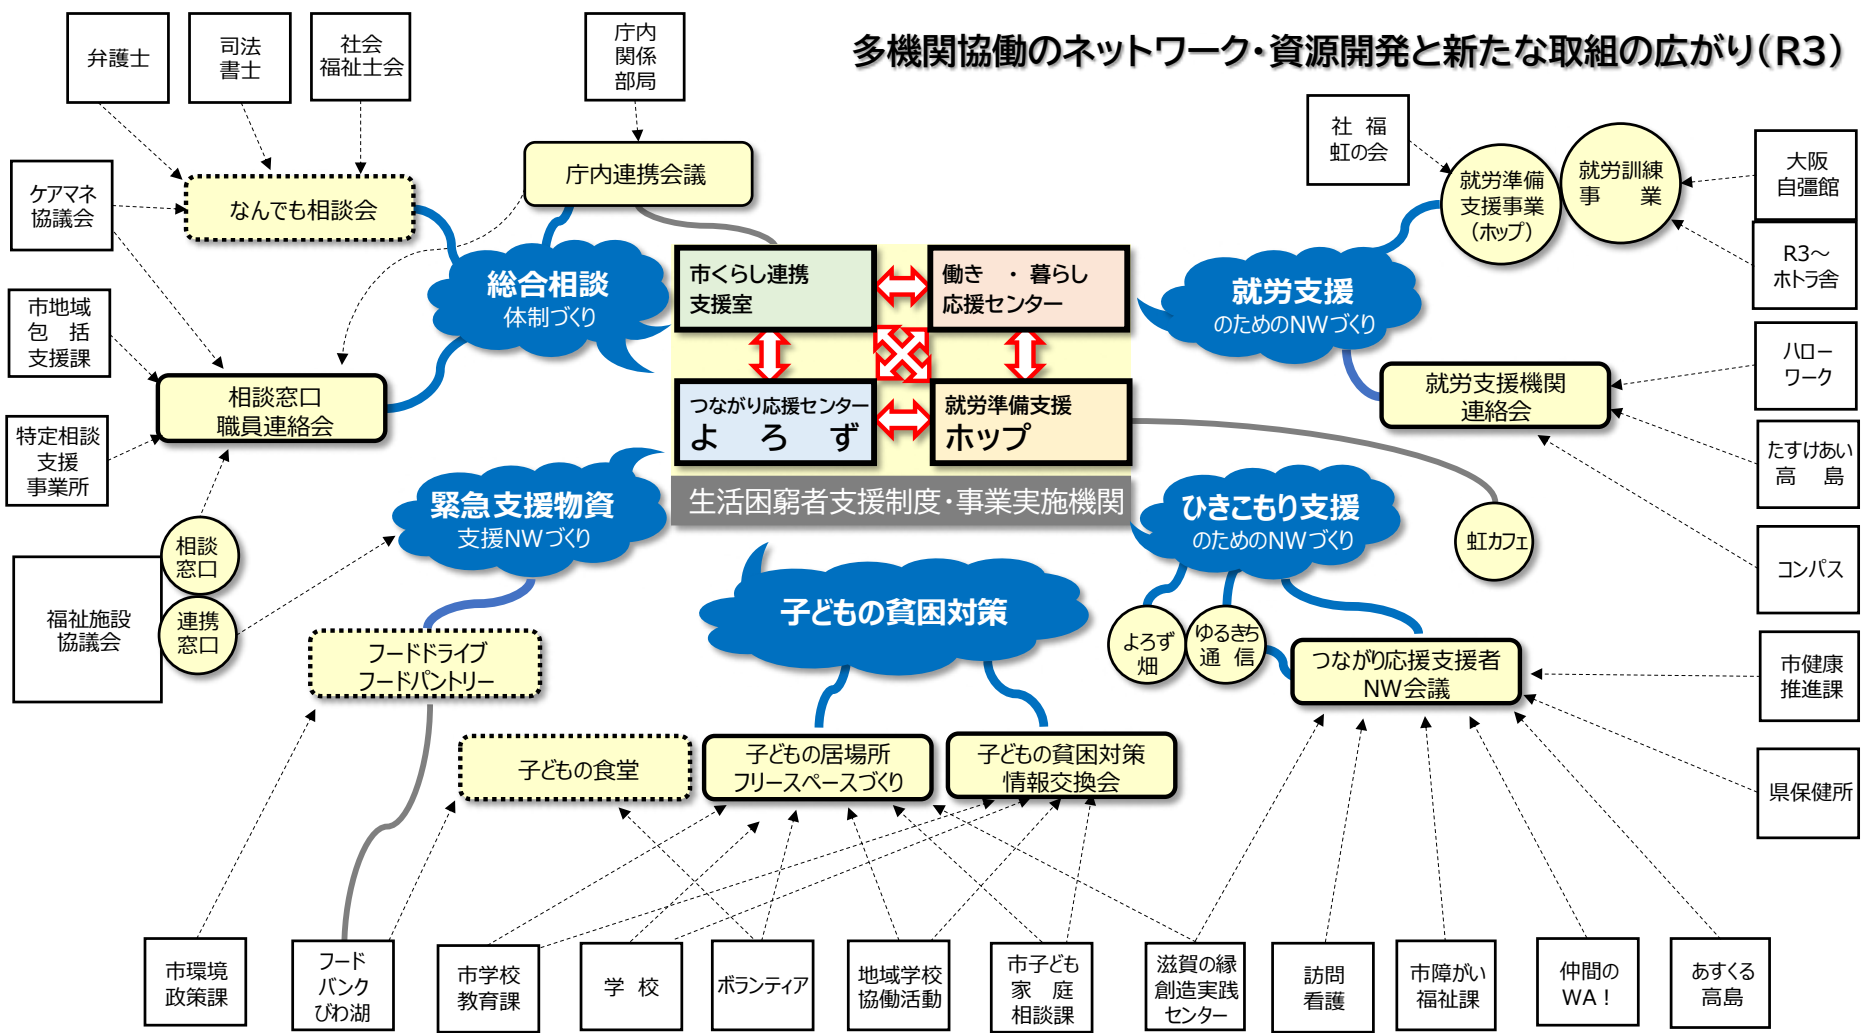 多機関協働のネットワーク・資源開発と新たな取組の広がり(R3)
弁護士
司法
書士
社会
福祉士会
庁内
関係
部局
社 福
虹の会
就労準備
支援事業
(ホップ)
就労訓練
事 業
大阪
自彊館
R3～
ホトラ舎
ケアマネ
協議会
なんでも相談会
庁内連携会議
総合相談
体制づくり
市くらし連携
支援室
働き ・ 暮らし
応援センター
就労支援
のためのNWづくり
市地域
包 括
支援課
相談窓口
職員連絡会
つながり応援センター
よ ろ ず
就労準備支援
ホップ
就労支援機関
連絡会
ハロー
ワーク
特定相談
支援
事業所
たすけあい
高 島
緊急支援物資
支援NWづくり
生活困窮者支援制度・事業実施機関
ひきこもり支援
のためのNWづくり
虹カフェ
コンパス
福祉施設
協議会
相談
窓口
連携
窓口
子どもの貧困対策
フードドライブ
フードパントリー
よろず
畑
ゆるきち
通 信
つながり応援支援者
NW会議
市健康
推進課
子どもの食堂
子どもの居場所
フリースペースづくり
子どもの貧困対策
情報交換会
県保健所
市環境
政策課
フード
バンク
びわ湖
市学校
教育課
学 校
ボランティア
地域学校
協働活動
市子ども
家 庭
相談課
滋賀の縁
創造実践
センター
訪問
看護
市障がい
福祉課
仲間の
WA！
あすくる
高島